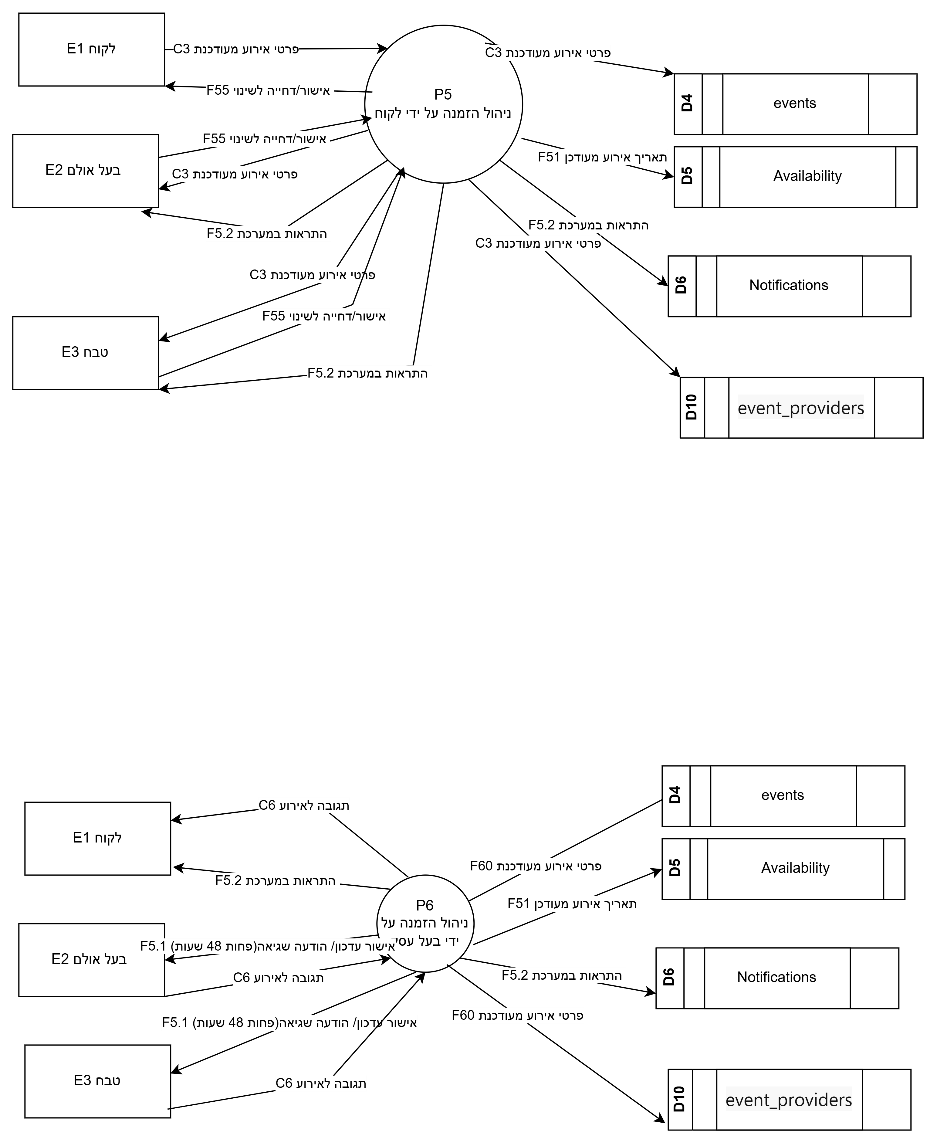 E1 לקוח
C3 פרטי אירוע מעודכנת
F55 אישור/דחייה לשינוי
P5
ניהול הזמנה על ידי לקוח
C3 פרטי אירוע מעודכנת
D4
events
E2 בעל אולם
F55 אישור/דחייה לשינוי
C3 פרטי אירוע מעודכנת
F5.2 התראות במערכת
F51 תאריך אירוע מעודכן
D5
Availability
F5.2 התראות במערכת
C3 פרטי אירוע מעודכנת
D6
Notifications
C3 פרטי אירוע מעודכנת
F55 אישור/דחייה לשינוי
E3 טבח
F5.2 התראות במערכת
D10
event_providers
E1 לקוח
C6 תגובה לאירוע
F5.2 התראות במערכת
P6
ניהול הזמנה על
ידי בעל עסי
F60 פרטי אירוע מעודכנת
D4
events
F51 תאריך אירוע מעודכן
D5
Availability
E2 בעל אולם
F5.1 אישור עדכון/ הודעה שגיאה(פחות 48 שעות)
C6 תגובה לאירוע
F5.2 התראות במערכת
D6
Notifications
F5.1 אישור עדכון/ הודעה שגיאה(פחות 48 שעות)
F60 פרטי אירוע מעודכנת
E3 טבח
C6 תגובה לאירוע
D10
event_providers